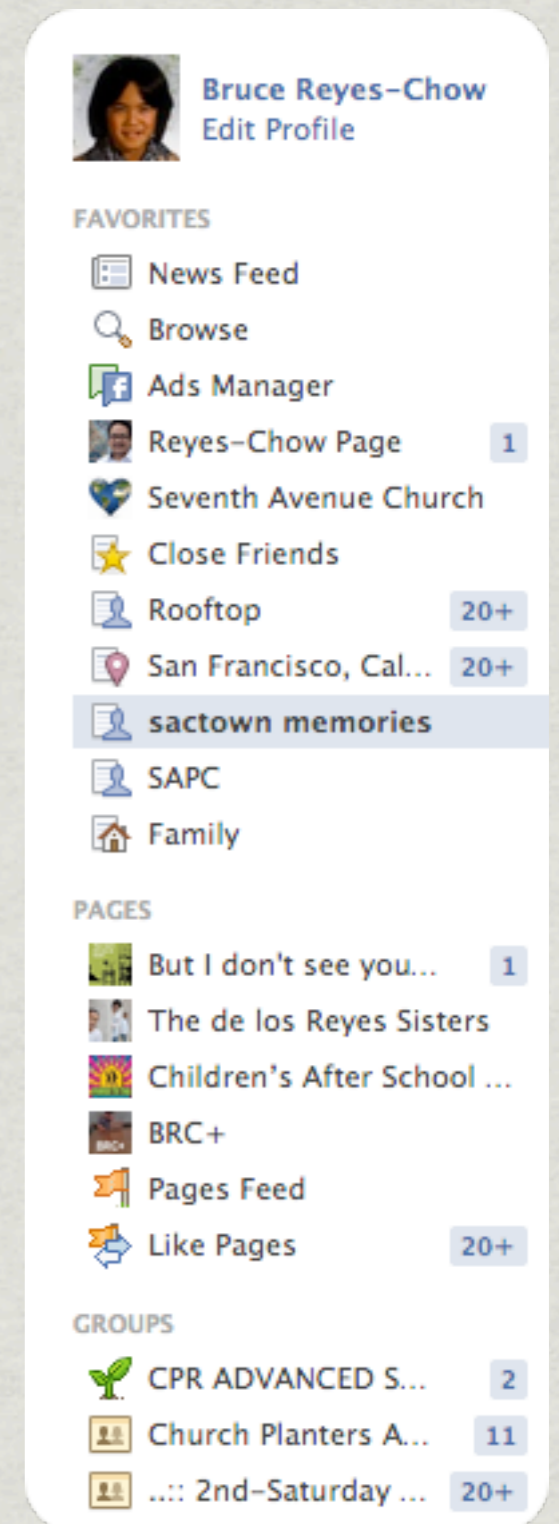 Bruce Reyes-Chow
Edit Profile
FAVORITES
News Feed
Browse
Ads Manager
Reyes-Chow Page 1
Seventh Avenue Church
Close Friends
Rooftop 20+
San Francisco, Cal... 20+
sactown memories
SAPC
Family
PAGES
But I don't see you... 1
The de los Reyes Sisters
Children's After School ...
BRC+
Pages Feed
Like Pages 20+
GROUPS
CPR ADVANCED S... 2
Church Planters A... 11
..:: 2nd-Saturday ... 20+